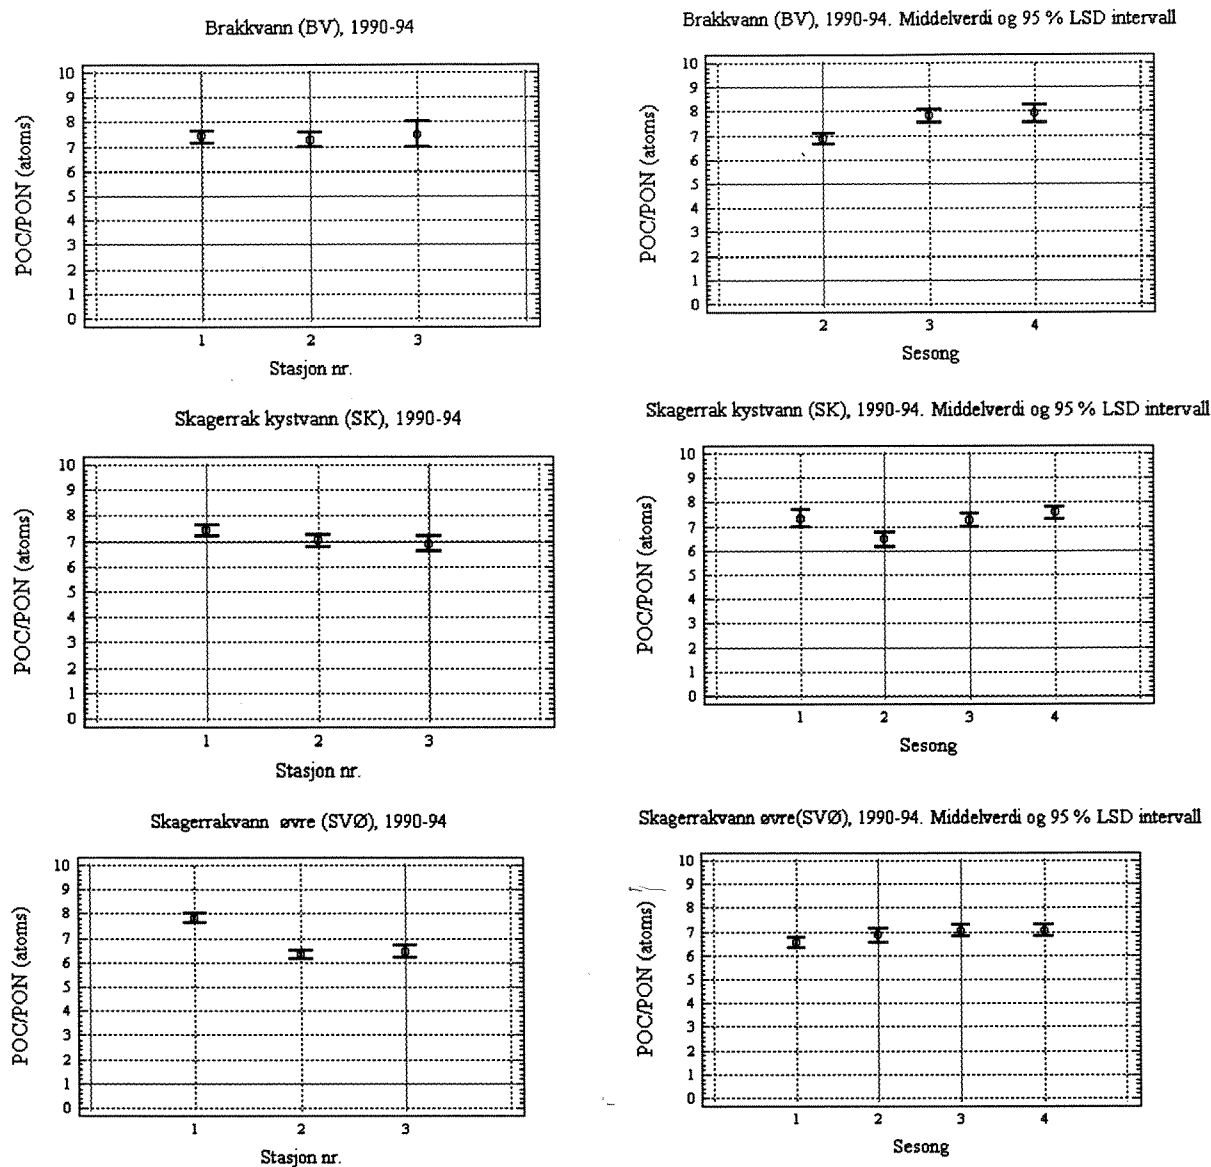 Brakkvann (BV), 1990-94
POC/PON (atoms)
10
9
8
7
6
5
4
3
2
1
0
1 2 3
Stasjon nr.
Brakkvann (BV), 1990-94. Middelverdi og 95 % LSD intervall
POC/PON (atoms)
10
9
8
7
6
5
4
3
2
1
0
2 3 4
Sesong
Skagerrak kystvann (SK), 1990-94
POC/PON (atoms)
10
9
8
7
6
5
4
3
2
1
0
1 2 3
Stasjon nr.
Skagerrak kystvann (SK), 1990-94. Middelverdi og 95 % LSD intervall
POC/PON (atoms)
10
9
8
7
6
5
4
3
2
1
0
1 2 3 4
Sesong
Skagerrakvann øvre (SVØ), 1990-94
POC/PON (atoms)
10
9
8
7
6
5
4
3
2
1
0
1 2 3
Stasjon nr.
Skagerrakvann øvre(SVØ), 1990-94. Middelverdi og 95 % LSD intervall
POC/PON (atoms)
10
9
8
7
6
5
4
3
2
1
0
1 2 3 4
Sesong